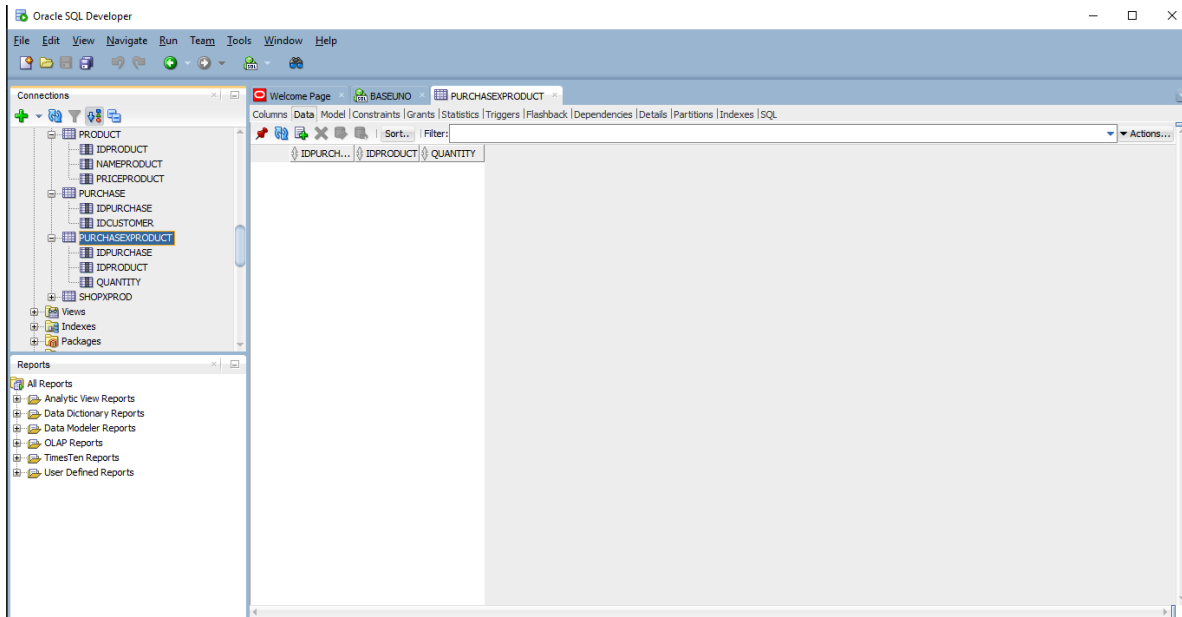 Oracle SQL Developer
File Edit View Navigate Run Team Tools Window Help
Connections
PRODUCT
IDPRODUCT
NAMEPRODUCT
PRICEPRODUCT
PURCHASE
IDPURCHASE
IDCUSTOMER
PURCHASEXPRODUCT
IDPURCHASE
IDPRODUCT
QUANTITY
SHOPXPROD
Views
Indexes
Packages
Reports
All Reports
Analytic View Reports
Data Dictionary Reports
Data Modeler Reports
OLAP Reports
TimesTen Reports
User Defined Reports
Welcome Page BASEUNO PURCHASEXPRODUCT
Columns Data Model |Constraints |Grants |Statistics |Triggers |Flashback |Dependencies |Details |Partitions |Indexes |SQL
Sort.. Filter: Actions...
IDPURCH... IDPRODUCT QUANTITY